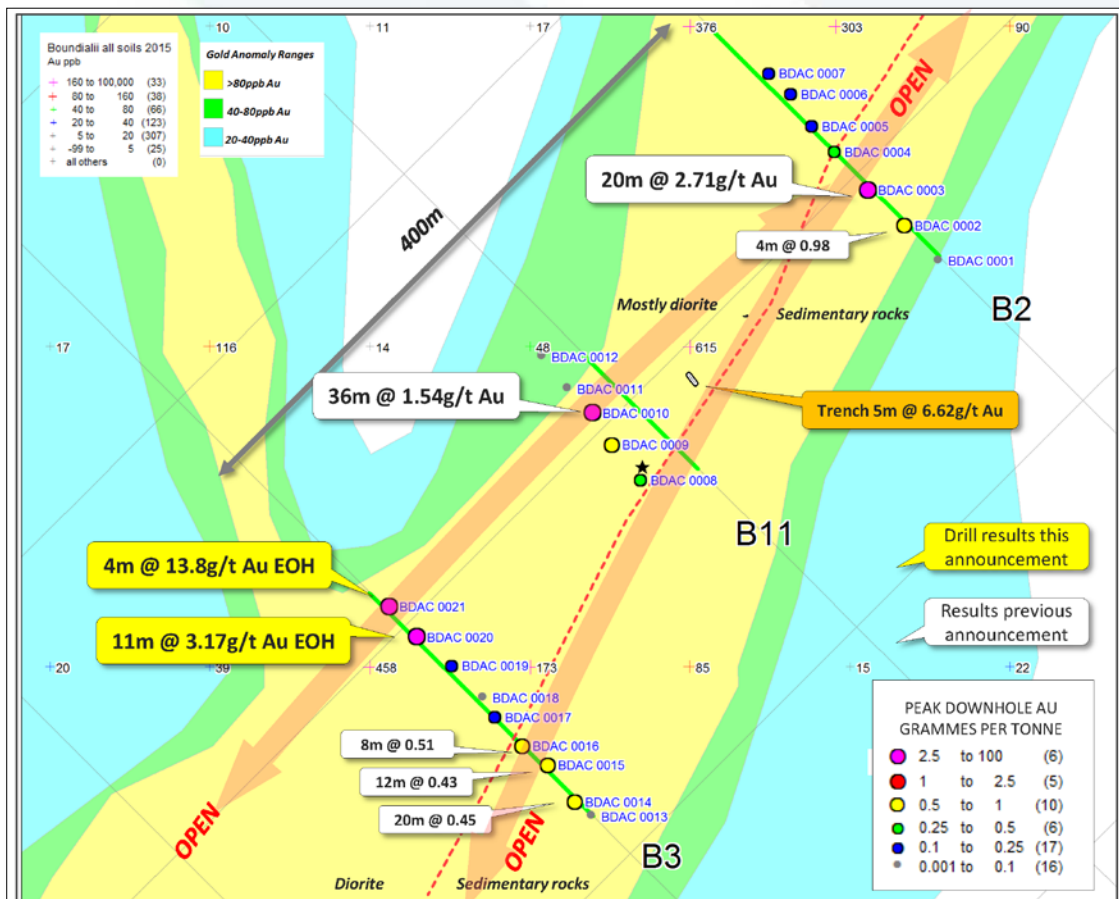 10
11
17
376
303
90
Boundialii all soils 2015
Au ppb
160 to 100,000 (33)
80 to 160 (38)
40 to 80 (66)
20 to 40 (123)
5 to 20 (307)
-99 to 5 (25)
all others (0)
Gold Anomaly Ranges
>80ppb Au
40-80ppb Au
20-40ppb Au
BDAC 0007
BDAC 0006
BDAC 0005
BDAC 0004
OPEN
20m @ 2.71g/t Au
BDAC 0003
BDAC 0002
4m @ 0.98
BDAC 0001
400m
B2
Mostly diorite
Sedimentary rocks
17
116
14
48
615
BDAC 0012
BDAC 0011
36m @ 1.54g/t Au
BDAC 0010
Trench 5m @ 6.62g/t Au
BDAC 0009
BDAC 0008
B11
Drill results this
announcement
4m @ 13.8g/t Au EOH
BDAC 0021
11m @ 3.17g/t Au EOH
BDAC 0020
Results previous
announcement
20
39
458
BDAC 0019
173
85
15
22
BDAC 0018
BDAC 0017
8m @ 0.51
BDAC 0016
12m @ 0.43
BDAC 0015
20m @ 0.45
BDAC 0014
BDAC 0013
OPEN
OPEN
B3
Diorite
Sedimentary rocks
PEAK DOWNHOLE AU
GRAMMES PER TONNE
2.5 to 100 (6)
1 to 2.5 (5)
0.5 to 1 (10)
0.25 to 0.5 (6)
0.1 to 0.25 (17)
0.001 to 0.1 (16)